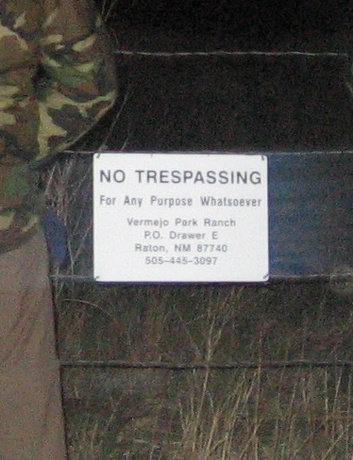 NO TRESPASSING
For Any Purpose Whatsoever
Vermejo Park Ranch
P.O. Drawer E
Raton, NM 87740
505-445-3097